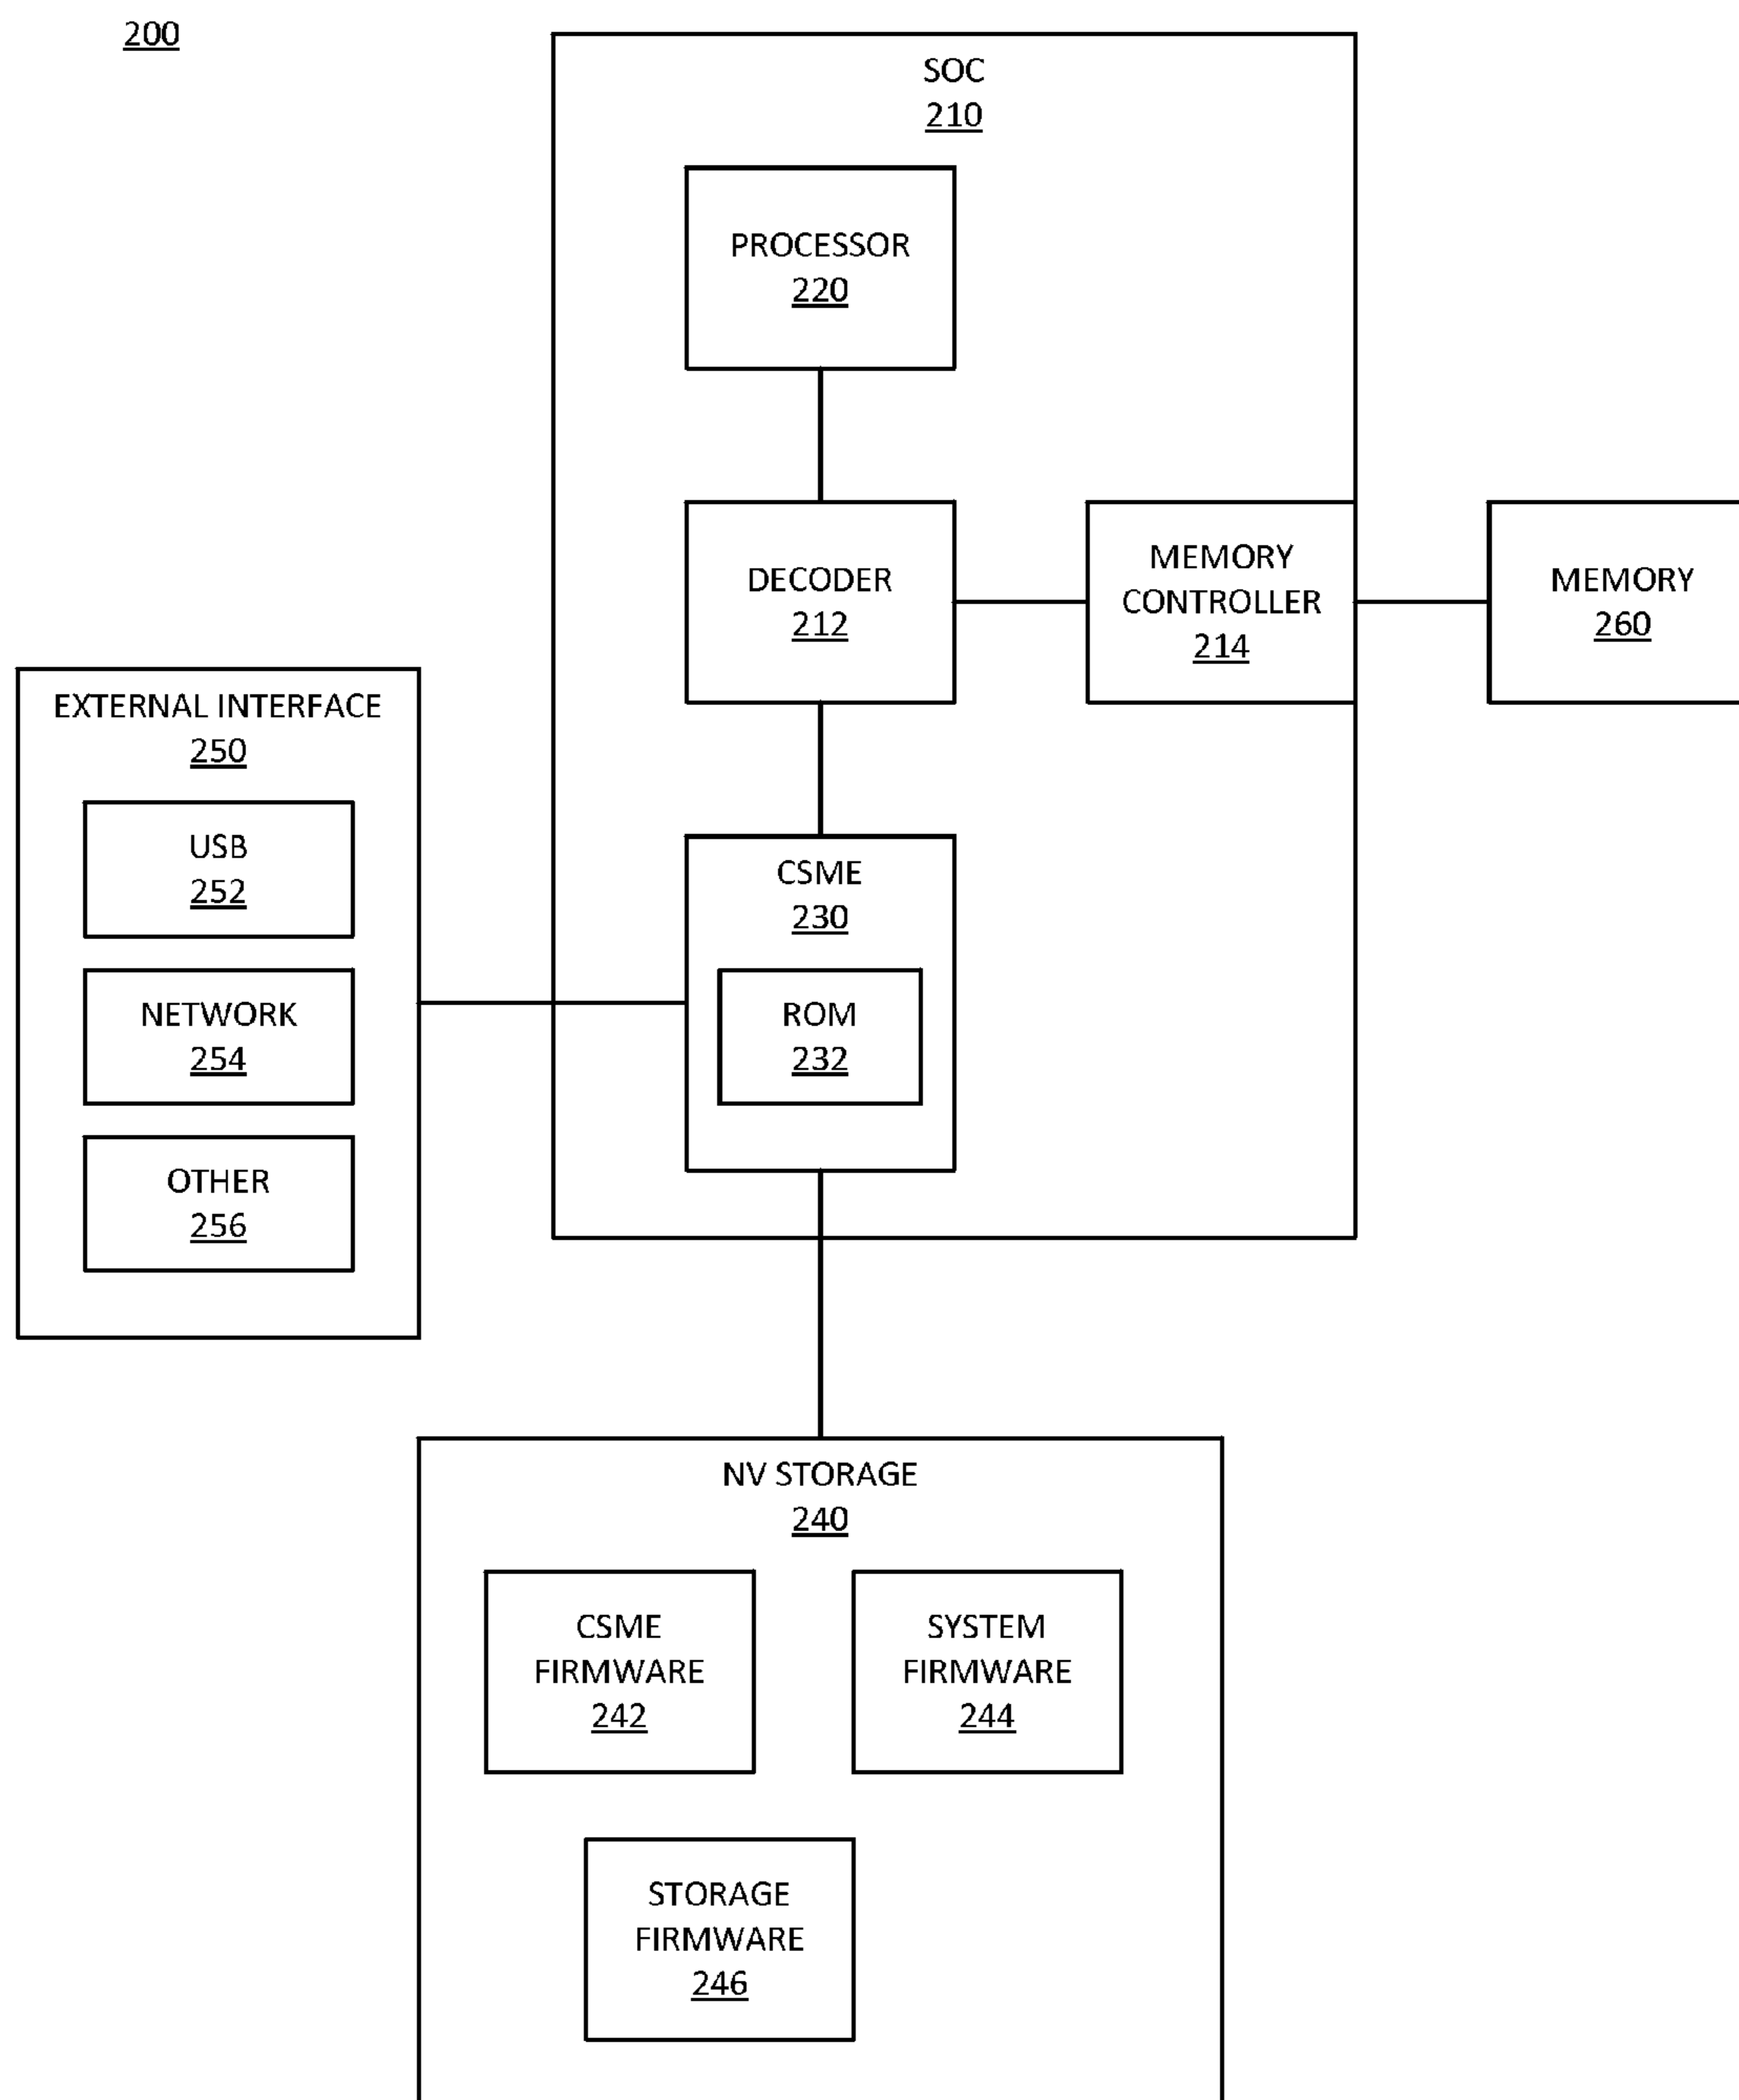 200
SOC
210
PROCESSOR
220
DECODER
212
MEMORY
CONTROLLER
214
MEMORY
260
EXTERNAL INTERFACE
250
USB
252
NETWORK
254
OTHER
256
CSME
230
ROM
232
NV STORAGE
240
CSME
FIRMWARE
242
SYSTEM
FIRMWARE
244
STORAGE
FIRMWARE
246